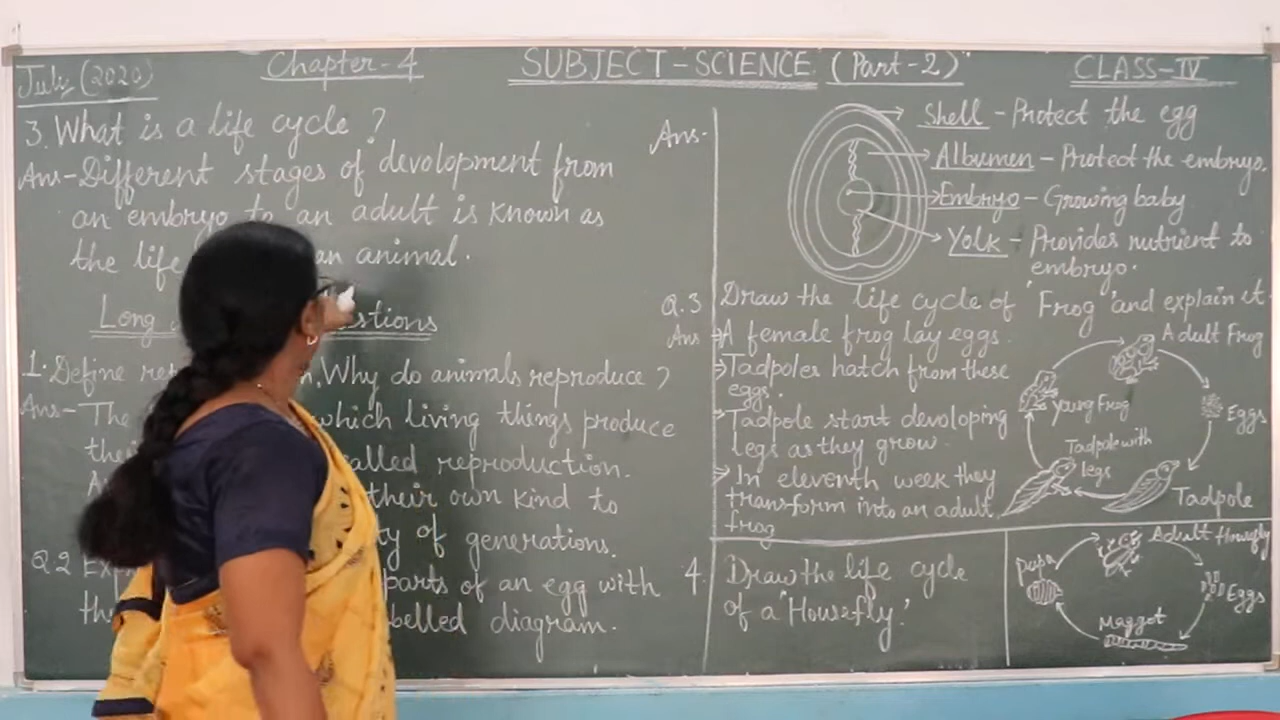 July (2020)
Chapter-4
SUBJECT-SCIENCE (Part-2)
CLASS-IV
3. What is a life cycle ?
Ans-Different stages of devolopment from
an embryo to an adult is known as
the life an animal.
Long stions
1. Define re n. Why do animals reproduce ?
Ans- The which living things produce
thei alled reproduction.
A their own kind to
ty of generations.
Q.2 Exp parts of an egg with
the belled diagram.
Ans-
Shell - Protect the egg
Albumen - Protect the embryo.
Embryo - Growing baby
Yolk - Provides nutrient to
embryo.
Q.3 Draw the life cycle of "Frog" and explain it.
Ans → A female frog lay eggs.
→ Tadpoles hatch from these
eggs.
→ Tadpole start devoloping
legs as they grow.
→ In eleventh week they
transform into an adult
frog
Adult Frog
Eggs
Tadpole
Tadpole with
legs
Young Frog
4. Draw the life cycle
of a "Housefly."
Adult Housefly
Eggs
Maggot
Pupa